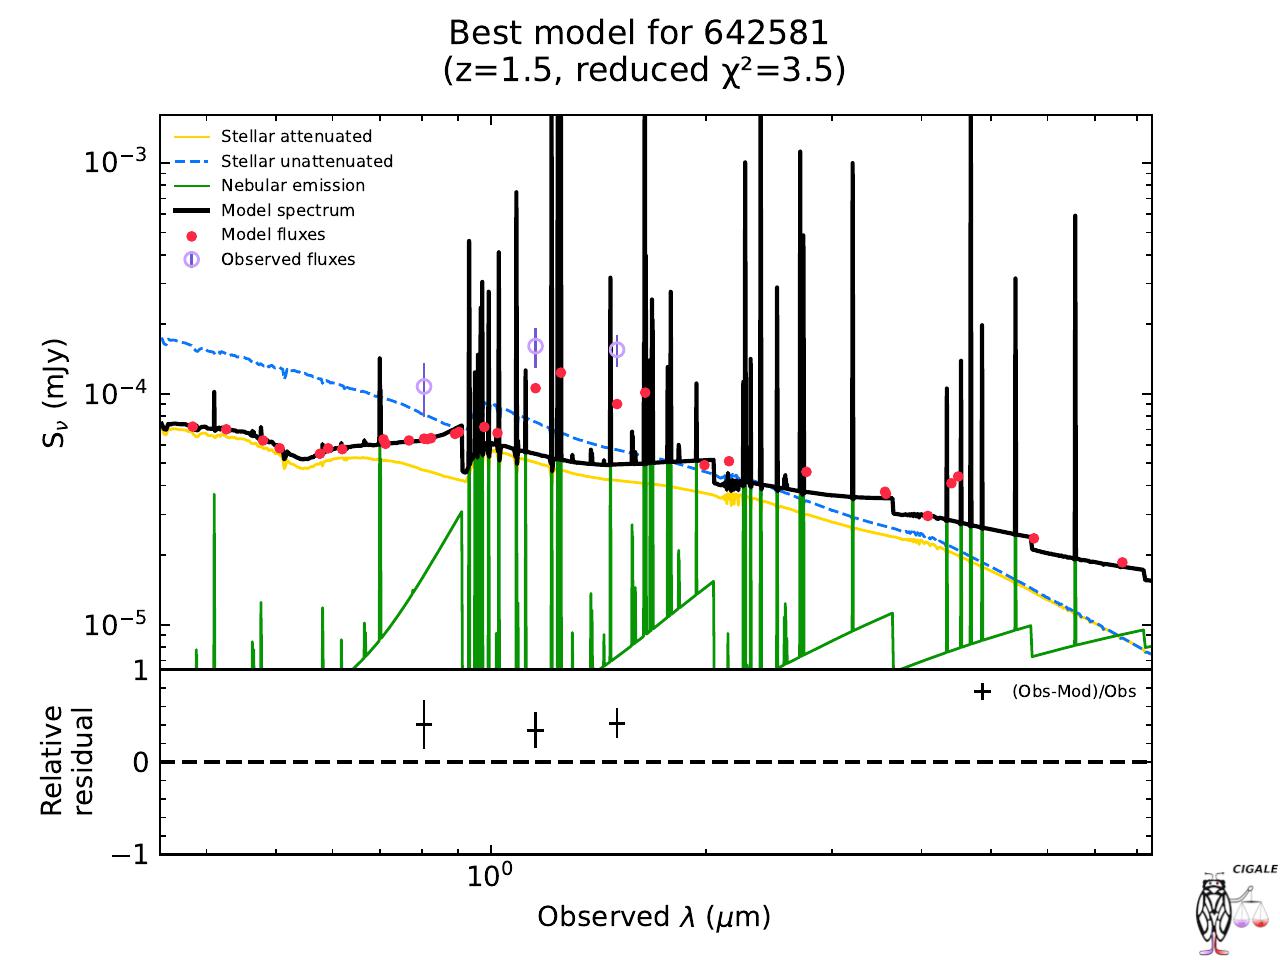 Best model for 642581
(z=1.5, reduced χ²=3.5)
Stellar attenuated
Stellar unattenuated
Nebular emission
Model spectrum
Model fluxes
Observed fluxes
10⁻³
10⁻⁴
10⁻⁵
S_ν (mJy)
1
0
−1
Relative
residual
(Obs-Mod)/Obs
10⁰
Observed λ (μm)
CIGALE